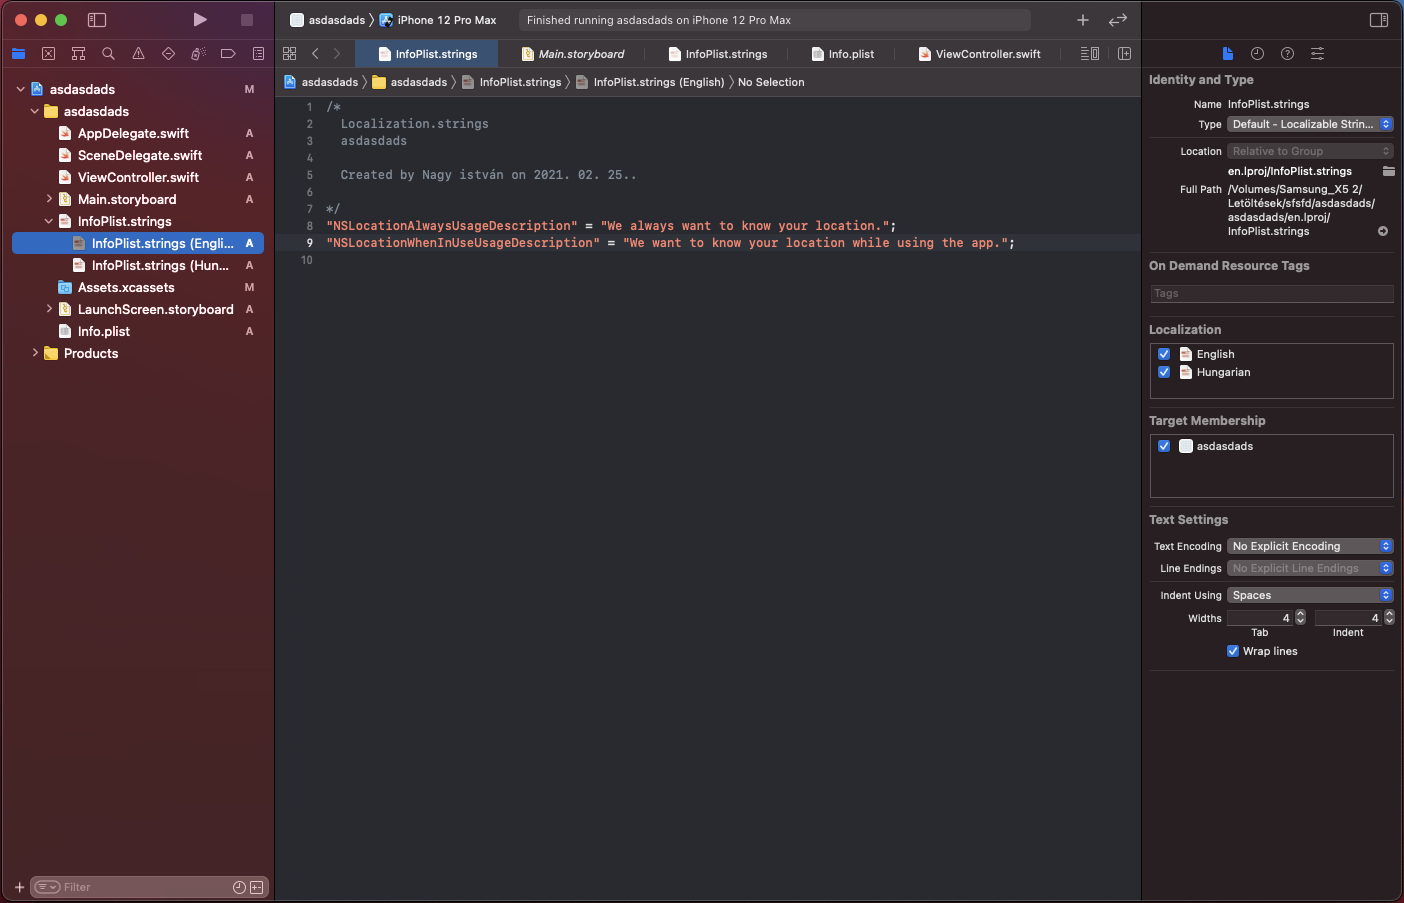 asdasdads
iPhone 12 Pro Max
Finished running asdasdads on iPhone 12 Pro Max
InfoPlist.strings
Main.storyboard
InfoPlist.strings
Info.plist
ViewController.swift
asdasdads
asdasdads
InfoPlist.strings
InfoPlist.strings (English)
No Selection
asdasdads M
asdasdads
AppDelegate.swift A
SceneDelegate.swift A
ViewController.swift A
Main.storyboard A
InfoPlist.strings
InfoPlist.strings (Engli... A
InfoPlist.strings (Hun... A
Assets.xcassets M
LaunchScreen.storyboard A
Info.plist A
Products
Filter
1 /*
2 Localization.strings
3 asdasdads
4
5 Created by Nagy istván on 2021. 02. 25..
6
7 */
8 "NSLocationAlwaysUsageDescription" = "We always want to know your location.";
9 "NSLocationWhenInUseUsageDescription" = "We want to know your location while using the app.";
10
Identity and Type
Name InfoPlist.strings
Type Default - Localizable Strin...
Location Relative to Group
en.lproj/InfoPlist.strings
Full Path /Volumes/Samsung_X5 2/
Letöltések/sfsfd/asdasdads/
asdasdads/en.lproj/
InfoPlist.strings
On Demand Resource Tags
Tags
Localization
English
Hungarian
Target Membership
asdasdads
Text Settings
Text Encoding No Explicit Encoding
Line Endings No Explicit Line Endings
Indent Using Spaces
Widths 4 4
Tab Indent
Wrap lines